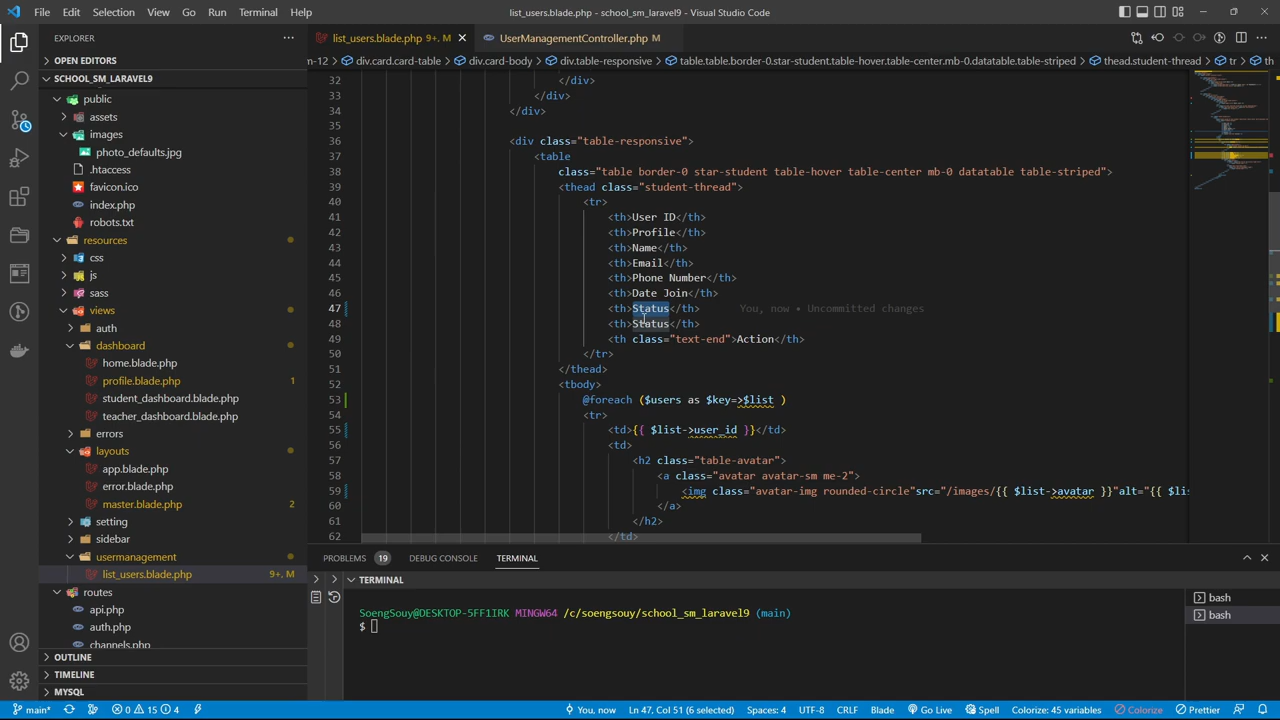 File Edit Selection View Go Run Terminal Help
list_users.blade.php - school_sm_laravel9 - Visual Studio Code
EXPLORER
OPEN EDITORS
SCHOOL_SM_LARAVEL9
public
assets
images
photo_defaults.jpg
.htaccess
favicon.ico
index.php
robots.txt
resources
css
js
sass
views
auth
dashboard
home.blade.php
profile.blade.php 1
student_dashboard.blade.php
teacher_dashboard.blade.php
errors
layouts
app.blade.php
error.blade.php
master.blade.php 2
setting
sidebar
usermanagement
list_users.blade.php 9+, M
routes
api.php
auth.php
channels.php
OUTLINE
TIMELINE
MYSQL
list_users.blade.php 9+, M UserManagementController.php M
m-12 > div.card.card-table > div.card-body > div.table-responsive > table.table.border-0.star-student.table-hover.table-center.mb-0.datatable.table-striped > thead.student-thread > tr > th
32 </div>
33 </div>
34 </div>
35
36 <div class="table-responsive">
37 <table
38 class="table border-0 star-student table-hover table-center mb-0 datatable table-striped">
39 <thead class="student-thread">
40 <tr>
41 <th>User ID</th>
42 <th>Profile</th>
43 <th>Name</th>
44 <th>Email</th>
45 <th>Phone Number</th>
46 <th>Date Join</th>
47 <th>Status</th> You, now • Uncommitted changes
48 <th>Status</th>
49 <th class="text-end">Action</th>
50 </tr>
51 </thead>
52 <tbody>
53 @foreach ($users as $key=>$list )
54 <tr>
55 <td>{{ $list->user_id }}</td>
56 <td>
57 <h2 class="table-avatar">
58 <a class="avatar avatar-sm me-2">
59 <img class="avatar-img rounded-circle"src="/images/{{ $list->avatar }}"alt="{{ $lis
60 </a>
61 </h2>
62 </td>
PROBLEMS 19 DEBUG CONSOLE TERMINAL
TERMINAL
SoengSouy@DESKTOP-5FF1IRK MINGW64 /c/soengsouy/school_sm_laravel9 (main)
$
bash
bash
main* 0 15 4 You, now Ln 47, Col 51 (6 selected) Spaces: 4 UTF-8 CRLF Blade Go Live Spell Colorize: 45 variables Colorize Prettier